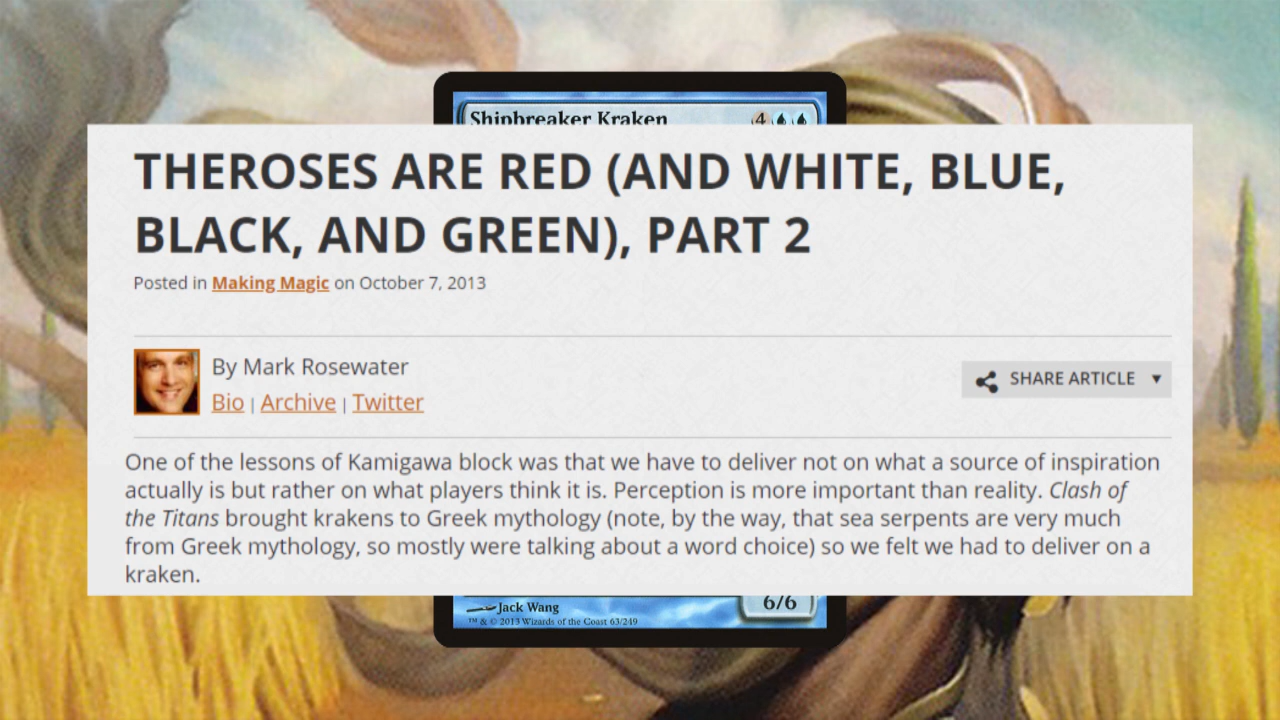 Shipbreaker Kraken 4
THEROSES ARE RED (AND WHITE, BLUE,
BLACK, AND GREEN), PART 2
Posted in Making Magic on October 7, 2013
By Mark Rosewater
Bio | Archive | Twitter
SHARE ARTICLE ▼
One of the lessons of Kamigawa block was that we have to deliver not on what a source of inspiration
actually is but rather on what players think it is. Perception is more important than reality. Clash of
the Titans brought krakens to Greek mythology (note, by the way, that sea serpents are very much
from Greek mythology, so mostly were talking about a word choice) so we felt we had to deliver on a
kraken.
Jack Wang
6/6
™ & © 2013 Wizards of the Coast 63/249